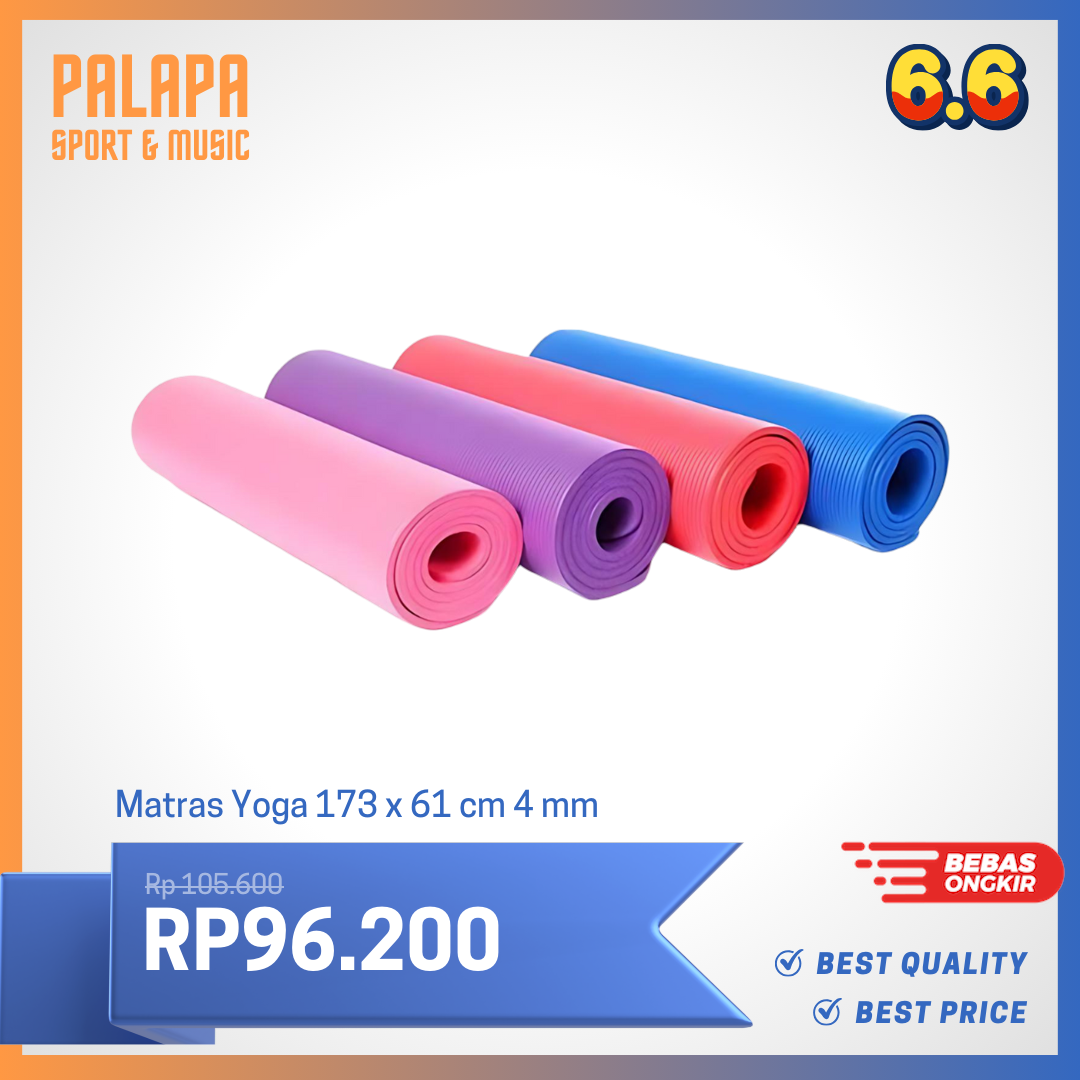 PALAPA
SPORT & MUSIC
6.6
Matras Yoga 173 x 61 cm 4 mm
Rp 105.600
RP96.200
BEBAS
ONGKIR
BEST QUALITY
BEST PRICE